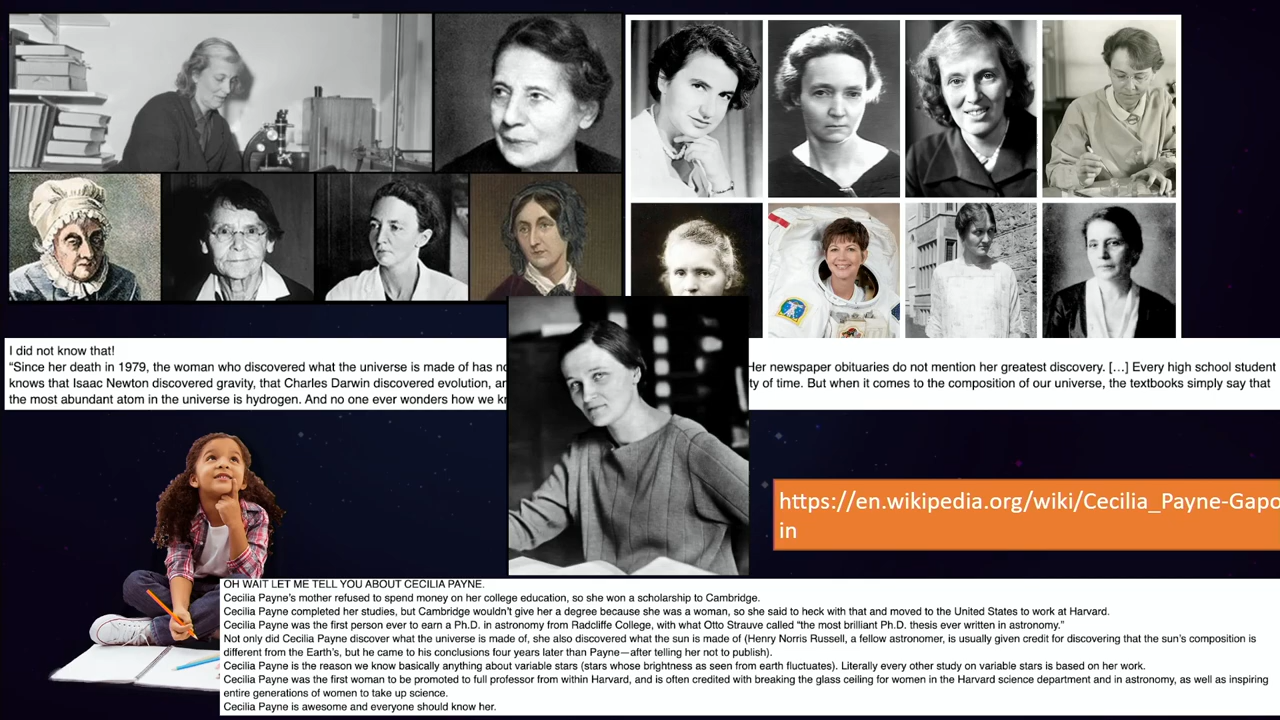 I did not know that!
“Since her death in 1979, the woman who discovered what the universe is made of has no
Her newspaper obituaries do not mention her greatest discovery. […] Every high school student
knows that Isaac Newton discovered gravity, that Charles Darwin discovered evolution, ar
ty of time. But when it comes to the composition of our universe, the textbooks simply say that
the most abundant atom in the universe is hydrogen. And no one ever wonders how we kr
https://en.wikipedia.org/wiki/Cecilia_Payne-Gapo
in
OH WAIT LET ME TELL YOU ABOUT CECILIA PAYNE.
Cecilia Payne’s mother refused to spend money on her college education, so she won a scholarship to Cambridge.
Cecilia Payne completed her studies, but Cambridge wouldn’t give her a degree because she was a woman, so she said to heck with that and moved to the United States to work at Harvard.
Cecilia Payne was the first person ever to earn a Ph.D. in astronomy from Radcliffe College, with what Otto Strauve called “the most brilliant Ph.D. thesis ever written in astronomy.”
Not only did Cecilia Payne discover what the universe is made of, she also discovered what the sun is made of (Henry Norris Russell, a fellow astronomer, is usually given credit for discovering that the sun’s composition is
different from the Earth’s, but he came to his conclusions four years later than Payne—after telling her not to publish).
Cecilia Payne is the reason we know basically anything about variable stars (stars whose brightness as seen from earth fluctuates). Literally every other study on variable stars is based on her work.
Cecilia Payne was the first woman to be promoted to full professor from within Harvard, and is often credited with breaking the glass ceiling for women in the Harvard science department and in astronomy, as well as inspiring
entire generations of women to take up science.
Cecilia Payne is awesome and everyone should know her.